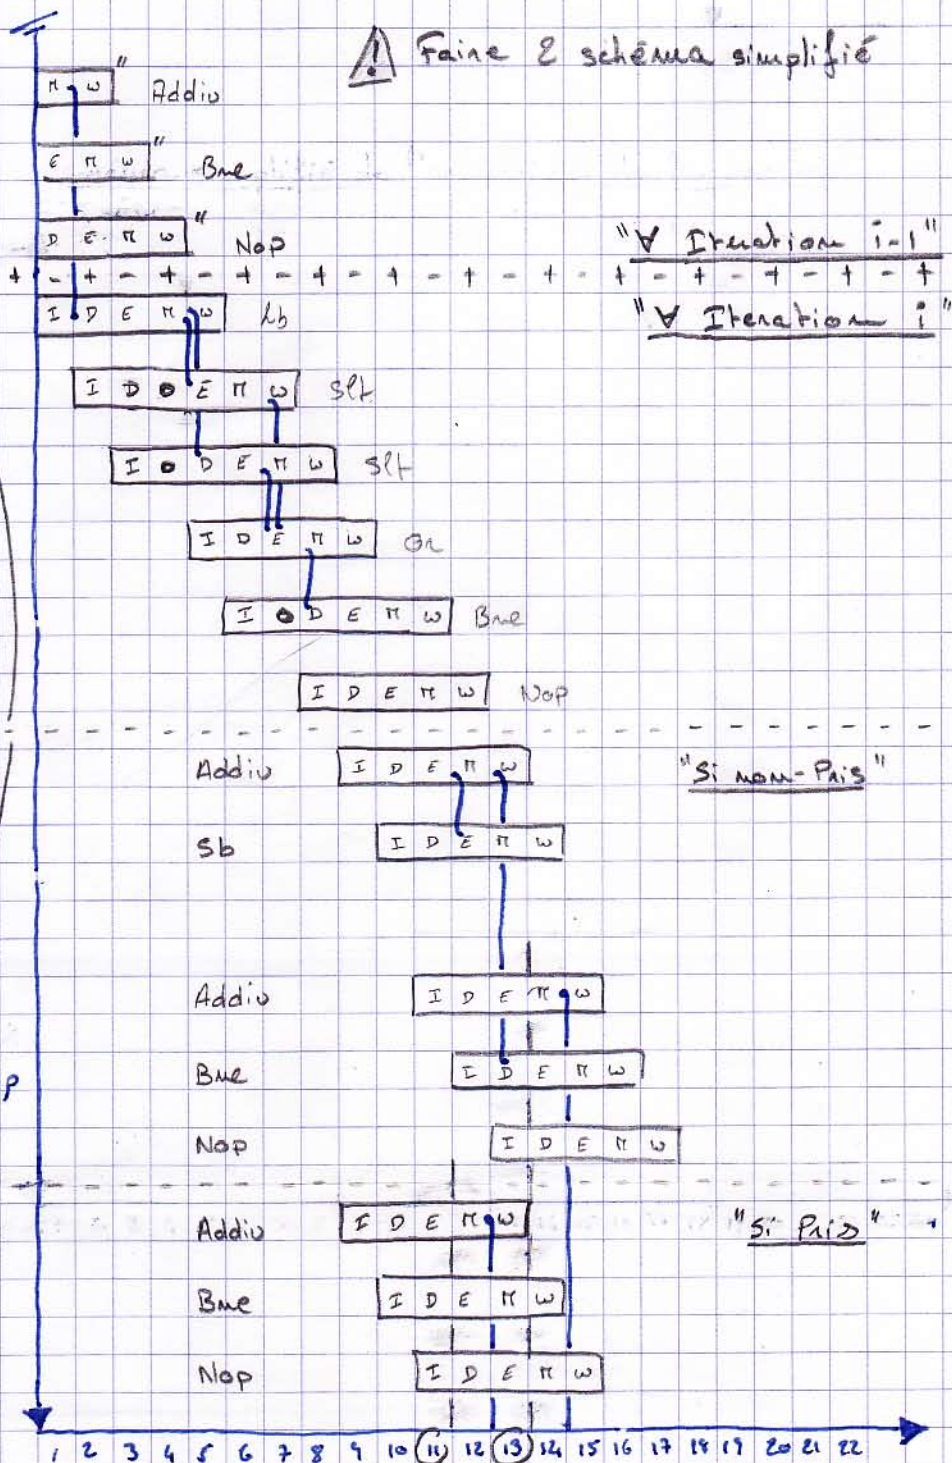 ⚠ Faire 2 schéma simplifié
M W " Addiu
E M W " Bne
D E M W " Nop
"∀ Iteration i-1"
+ - + - + - + - + - + - + - + - + - + - + - + - +
I D E M W Lb
"∀ Iteration i"
I D O E M W Slt
I O D E M W Slt
I D E M W Or
I O D E M W Bne
I D E M W Nop
Addiu I D E M W
"Si non-Pris"
Sb I D E M W
Addiu I D E M W
Bne I D E M W
P
Nop I D E M W
Addiu I D E M W
"Si Pris"
Bne I D E M W
Nop I D E M W
1 2 3 4 5 6 7 8 9 10 11 12 13 14 15 16 17 18 19 20 21 22